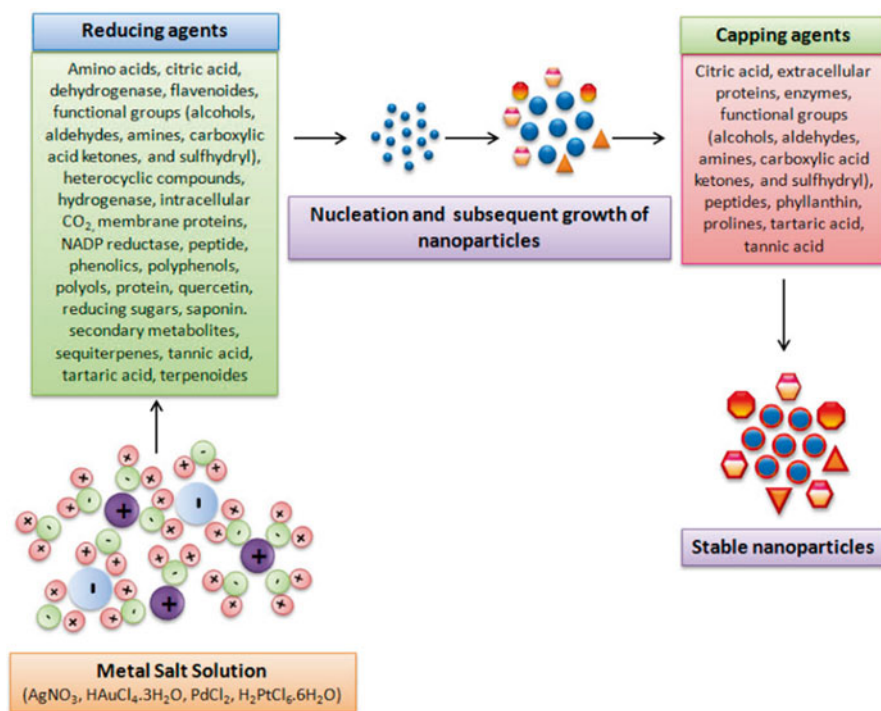 Reducing agents
Amino acids, citric acid,
dehydrogenase, flavenoides,
functional groups (alcohols,
aldehydes, amines, carboxylic
acid ketones, and sulfhydryl),
heterocyclic compounds,
hydrogenase, intracellular
CO₂, membrane proteins,
NADP reductase, peptide,
phenolics, polyphenols,
polyols, protein, quercetin,
reducing sugars, saponin.
secondary metabolites,
sequiterpenes, tannic acid,
tartaric acid, terpenoides
Nucleation and subsequent growth of
nanoparticles
Capping agents
Citric acid, extracellular
proteins, enzymes,
functional groups
(alcohols, aldehydes,
amines, carboxylic acid
ketones, and sulfhydryl),
peptides, phyllanthin,
prolines, tartaric acid,
tannic acid
Stable nanoparticles
Metal Salt Solution
(AgNO₃, HAuCl₄.3H₂O, PdCl₂, H₂PtCl₆.6H₂O)